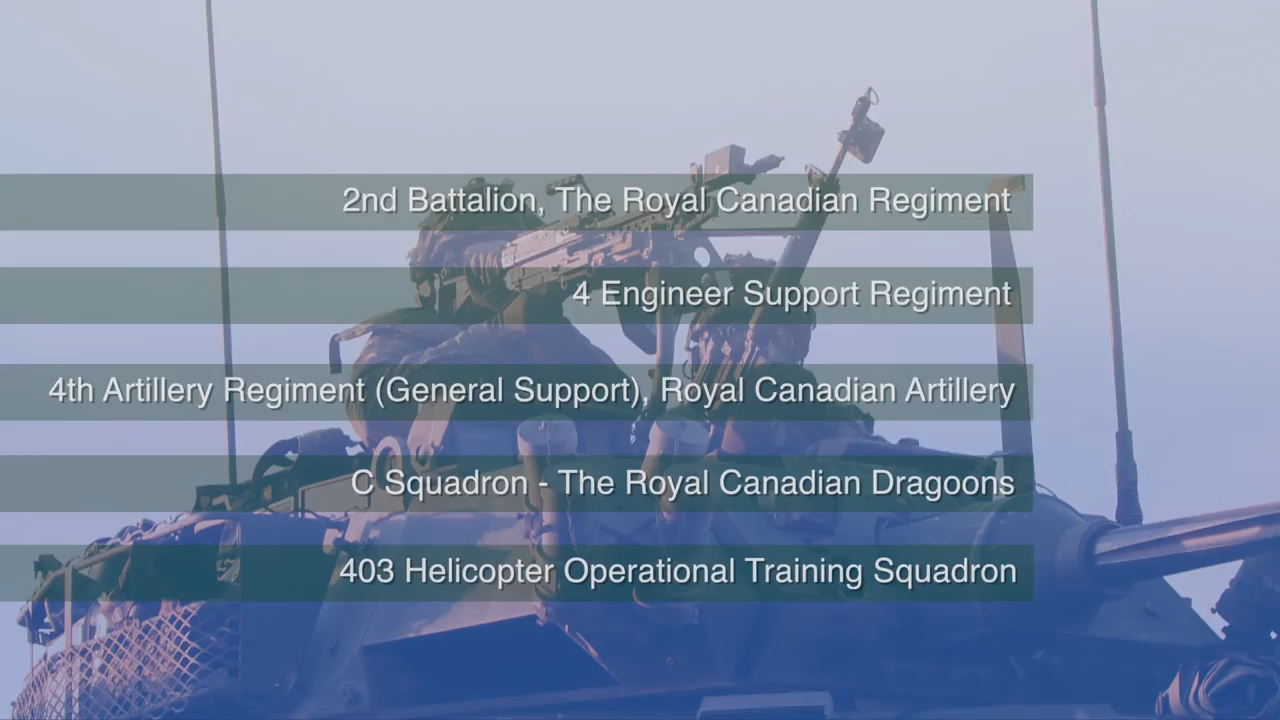 2nd Battalion, The Royal Canadian Regiment
4 Engineer Support Regiment
4th Artillery Regiment (General Support), Royal Canadian Artillery
C Squadron - The Royal Canadian Dragoons
403 Helicopter Operational Training Squadron